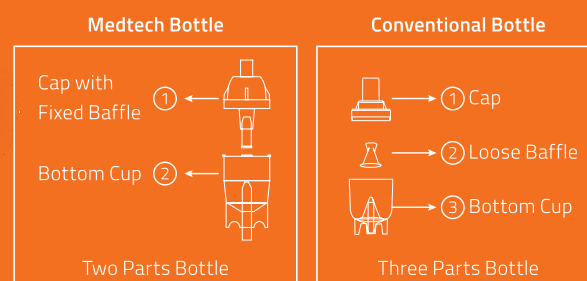 Medtech Bottle
Cap with
Fixed Baffle
1
Bottom Cup 2
Two Parts Bottle
Conventional Bottle
1 Cap
2 Loose Baffle
3 Bottom Cup
Three Parts Bottle